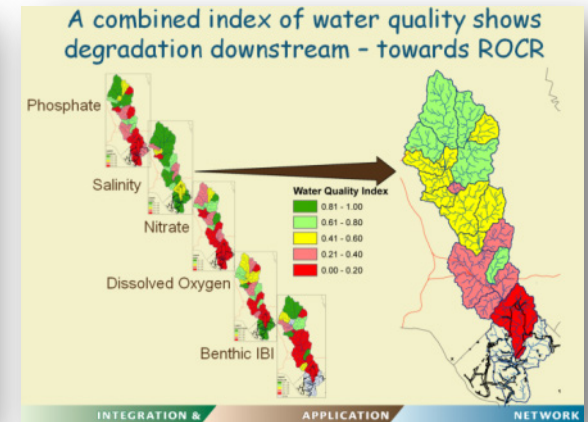 A combined index of water quality shows
degradation downstream – towards ROCR
Phosphate
Salinity
Nitrate
Dissolved Oxygen
Benthic IBI
Water Quality Index
0.81 - 1.00
0.61 - 0.80
0.41 - 0.60
0.21 - 0.40
0.00 - 0.20
INTEGRATION & APPLICATION NETWORK